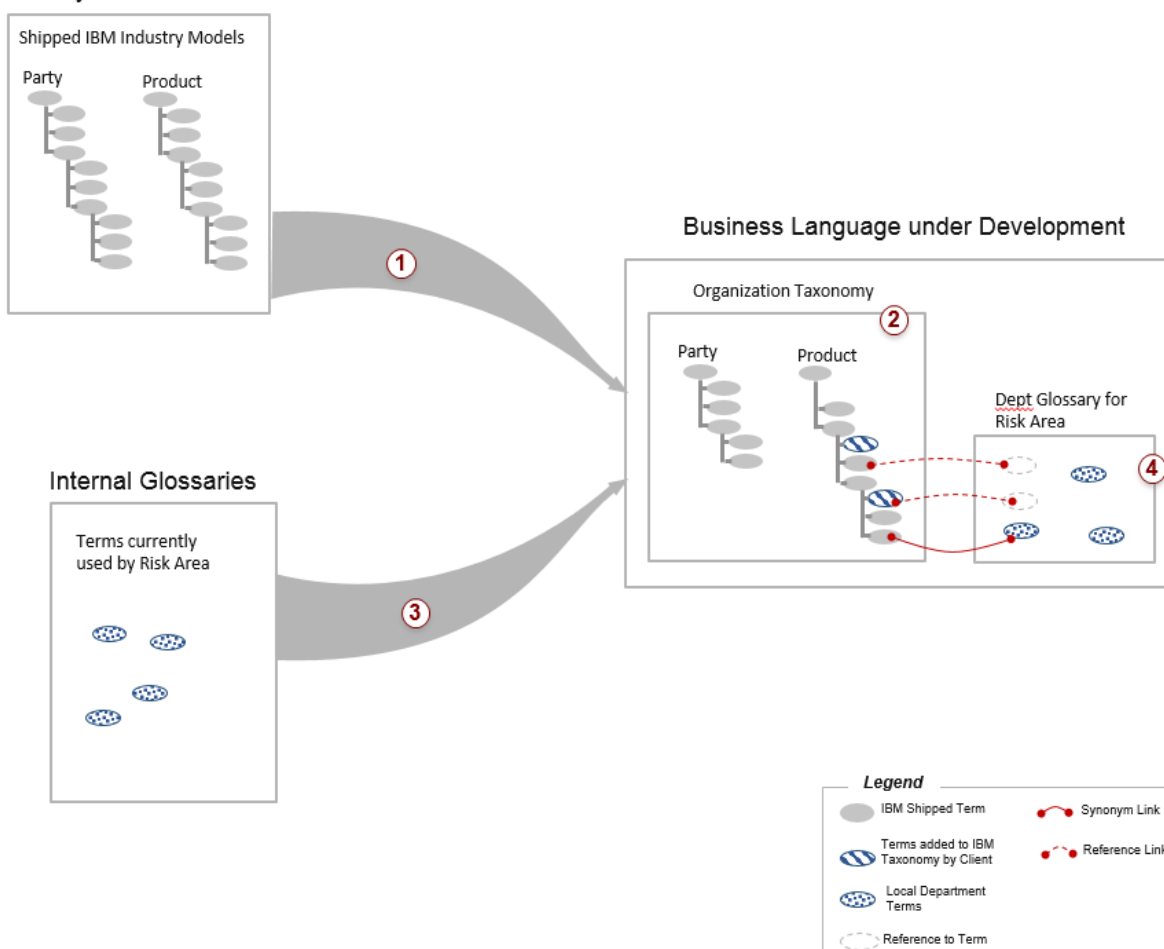 Shipped IBM Industry Models
Party
Product
1
Business Language under Development
Organization Taxonomy
2
Party
Product
Dept Glossary for
Risk Area
4
Internal Glossaries
Terms currently
used by Risk Area
3
Legend
IBM Shipped Term
Synonym Link
Terms added to IBM
Taxonomy by Client
Reference Link
Local Department
Terms
Reference to Term